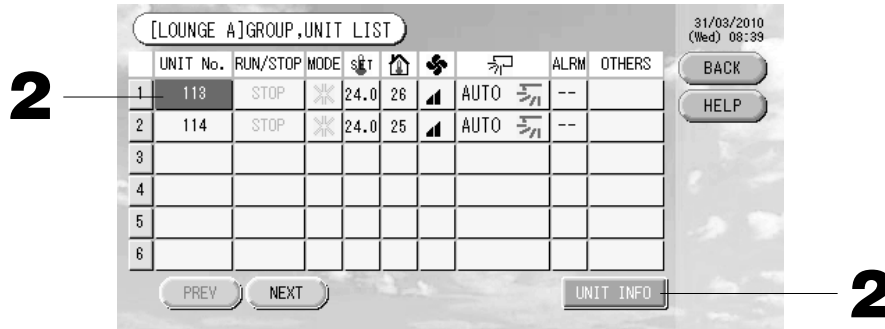 [LOUNGE A]GROUP,UNIT LIST
31/03/2010
(Wed) 08:39
UNIT No. RUN/STOP MODE SET ALRM OTHERS
BACK
2
1 113 STOP 24.0 26 AUTO --
HELP
2 114 STOP 24.0 25 AUTO --
3
4
5
6
PREV NEXT UNIT INFO
2